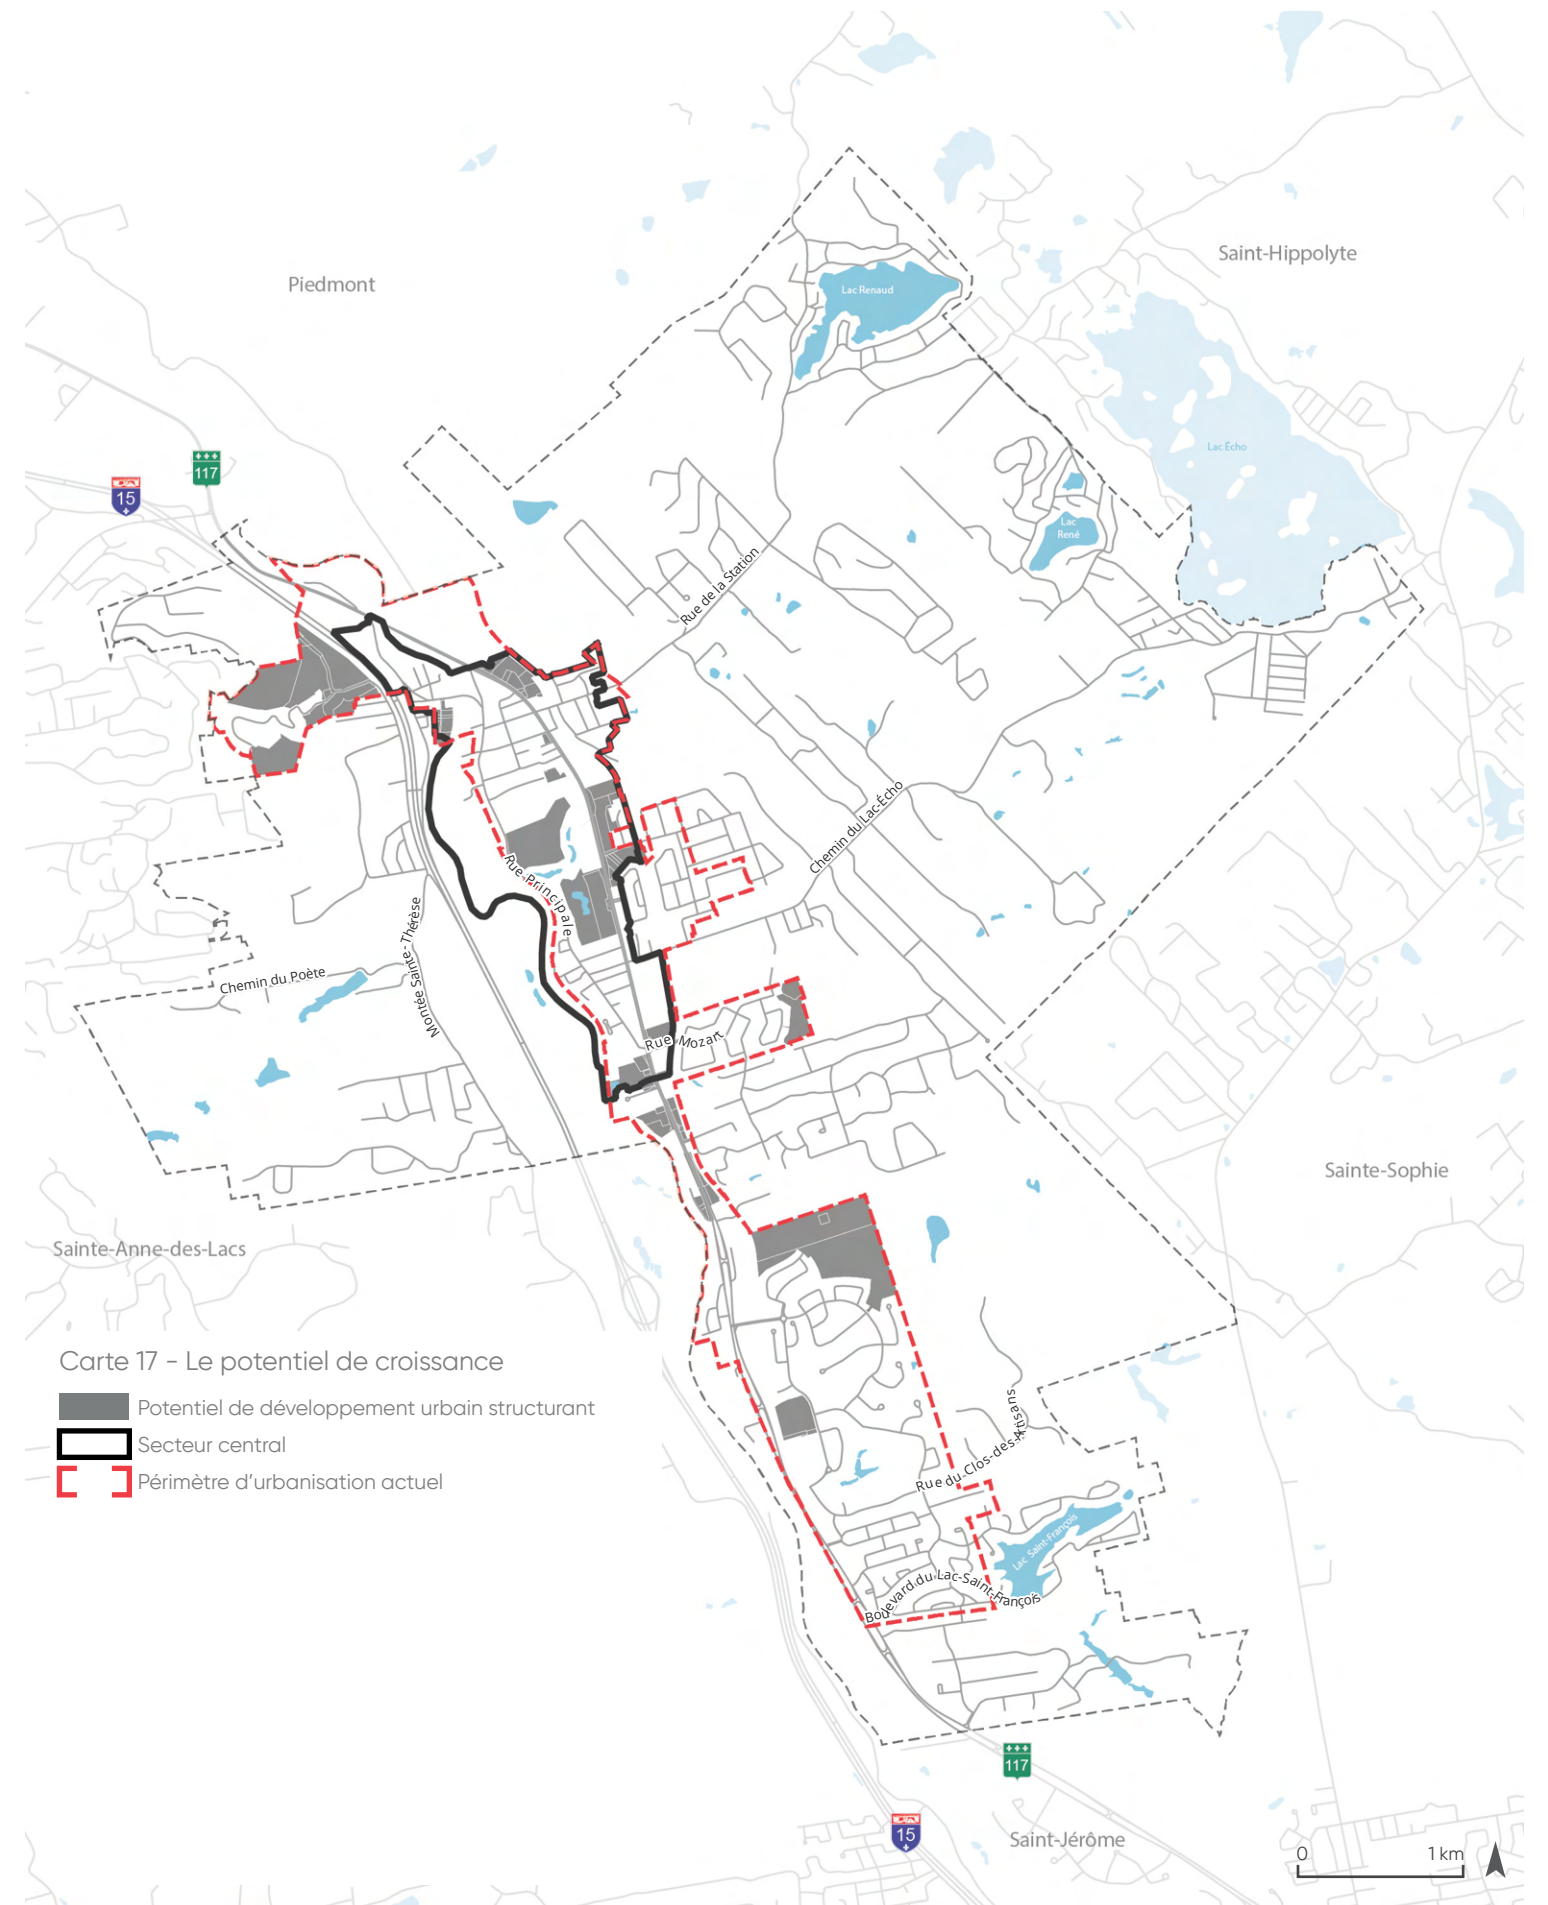 Saint-Hippolyte
Piedmont
Lac Renaud
Lac Écho
117
15
Lac
René
Rue de la Station
Chemin du Lac-Écho
Rue Principale
Montée Sainte-Thérèse
Chemin du Poète
Rue Mozart
Sainte-Sophie
Sainte-Anne-des-Lacs
Carte 17 - Le potentiel de croissance
Potentiel de développement urbain structurant
Secteur central
Périmètre d'urbanisation actuel
Rue du Clos-des-Artisans
Lac Saint-François
Boulevard du Lac-Saint-François
117
15
Saint-Jérôme
0 1 km